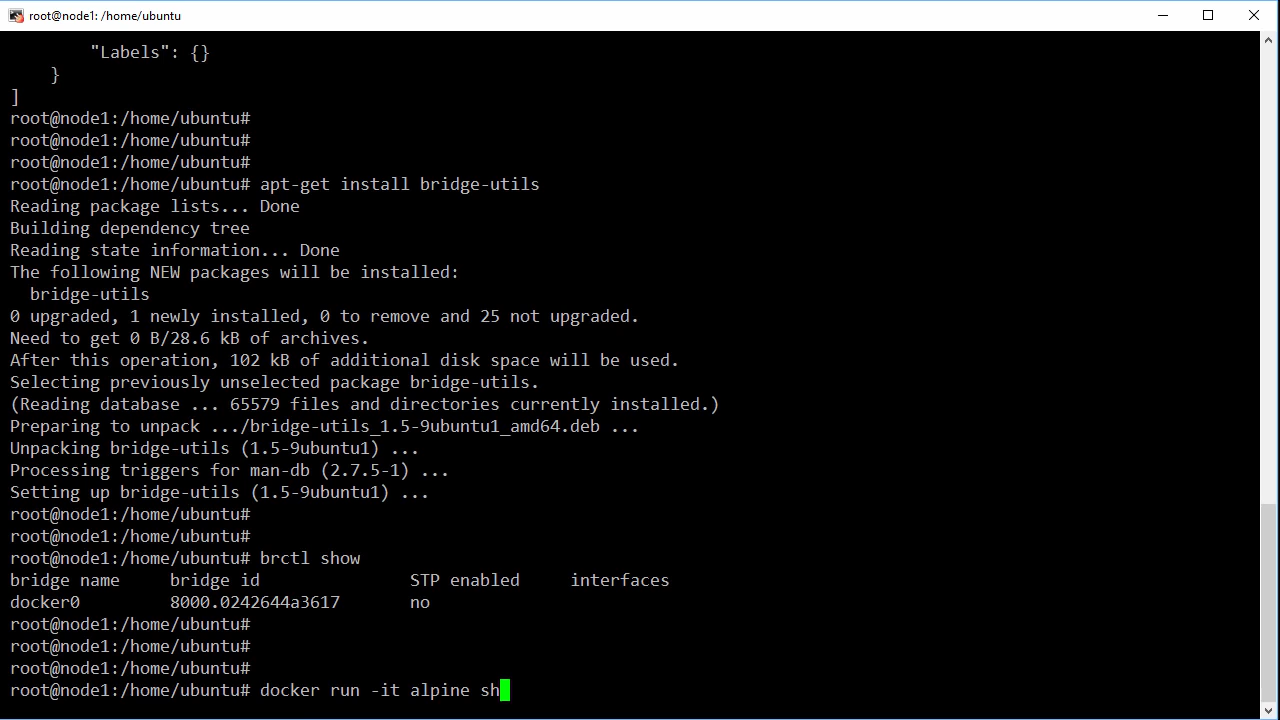 root@node1: /home/ubuntu
"Labels": {}
}
]
root@node1:/home/ubuntu#
root@node1:/home/ubuntu#
root@node1:/home/ubuntu#
root@node1:/home/ubuntu# apt-get install bridge-utils
Reading package lists... Done
Building dependency tree
Reading state information... Done
The following NEW packages will be installed:
bridge-utils
0 upgraded, 1 newly installed, 0 to remove and 25 not upgraded.
Need to get 0 B/28.6 kB of archives.
After this operation, 102 kB of additional disk space will be used.
Selecting previously unselected package bridge-utils.
(Reading database ... 65579 files and directories currently installed.)
Preparing to unpack .../bridge-utils_1.5-9ubuntu1_amd64.deb ...
Unpacking bridge-utils (1.5-9ubuntu1) ...
Processing triggers for man-db (2.7.5-1) ...
Setting up bridge-utils (1.5-9ubuntu1) ...
root@node1:/home/ubuntu#
root@node1:/home/ubuntu#
root@node1:/home/ubuntu# brctl show
bridge name     bridge id               STP enabled     interfaces
docker0         8000.0242644a3617       no
root@node1:/home/ubuntu#
root@node1:/home/ubuntu#
root@node1:/home/ubuntu#
root@node1:/home/ubuntu# docker run -it alpine sh